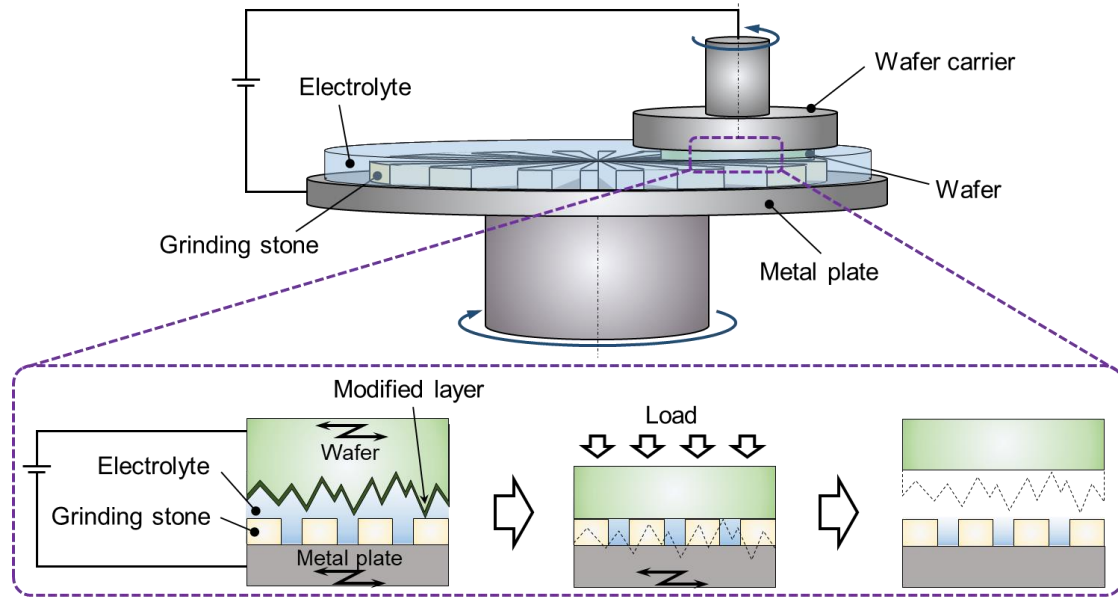 Electrolyte
Wafer carrier
Wafer
Grinding stone
Metal plate
Modified layer
Wafer
Load
Electrolyte
Grinding stone
Metal plate